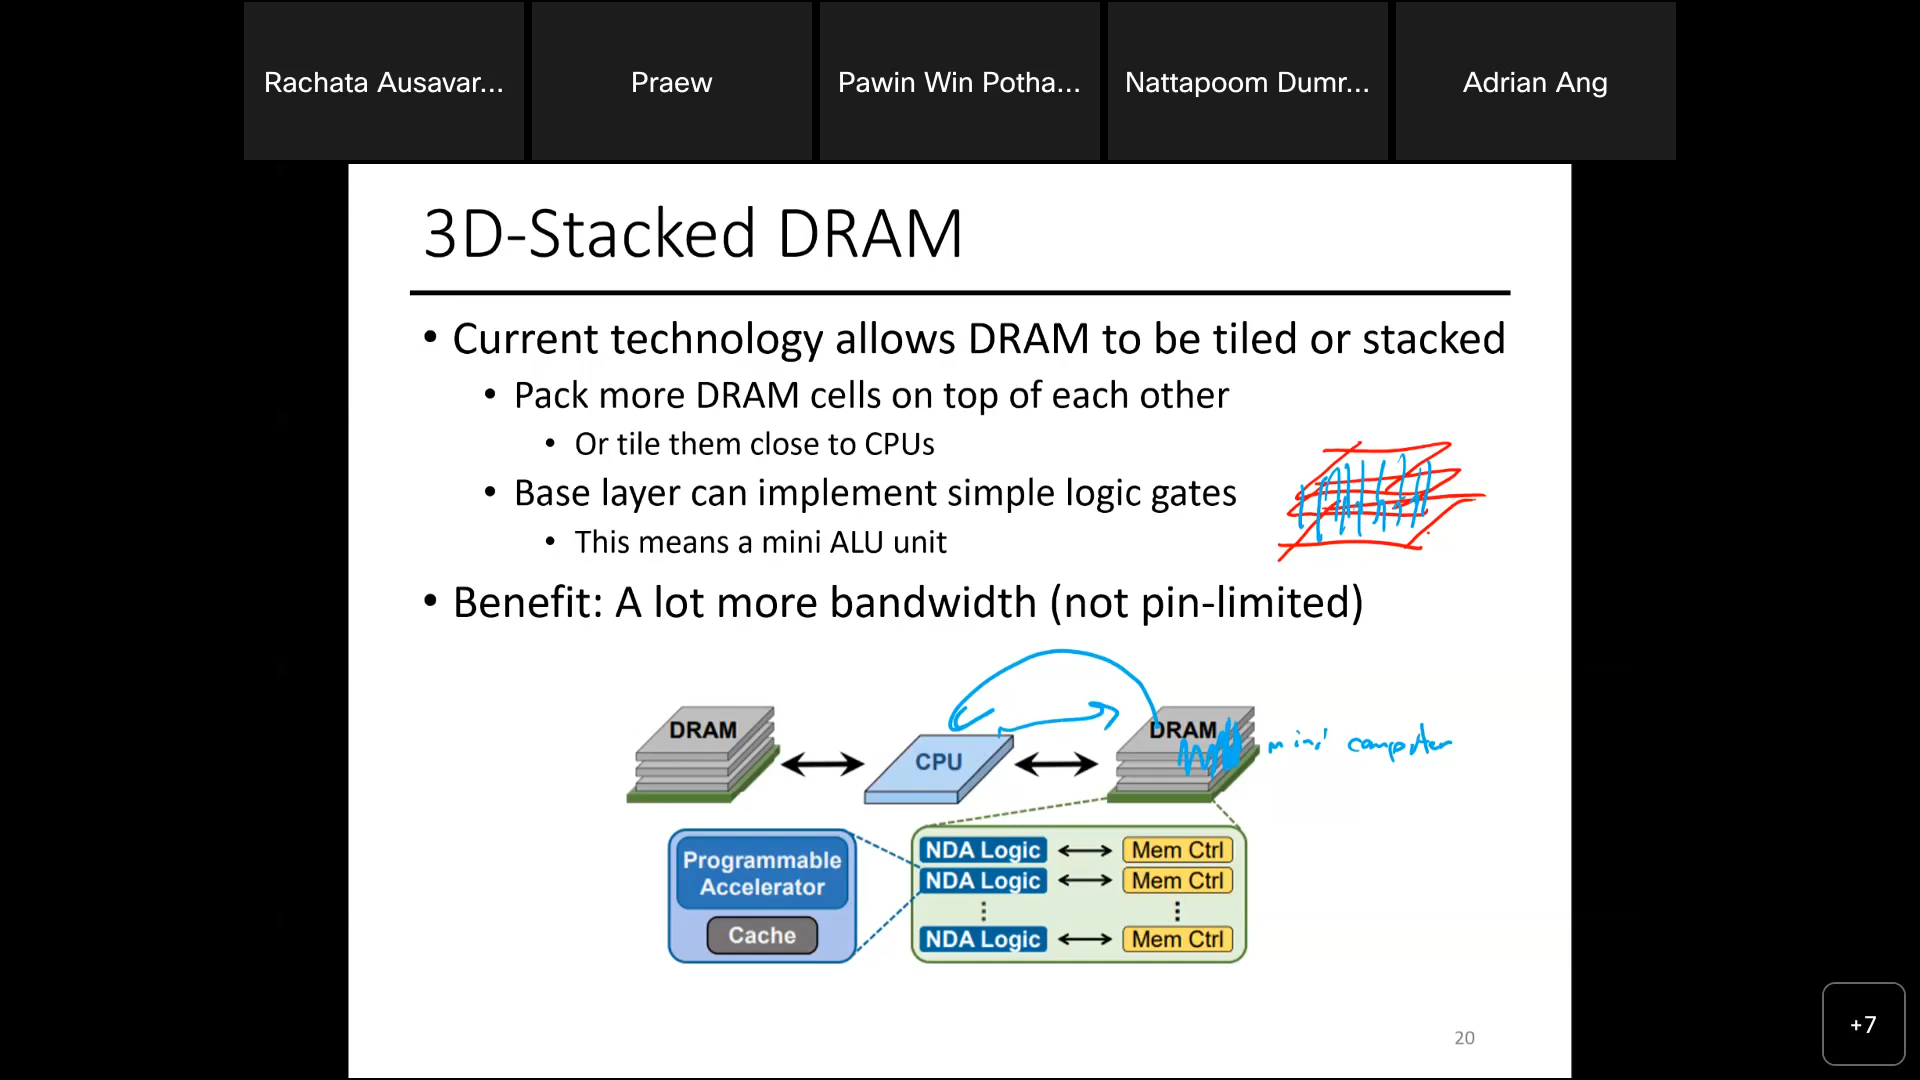 Rachata Ausavar...
Praew
Pawin Win Potha...
Nattapoom Dumr...
Adrian Ang
3D-Stacked DRAM
• Current technology allows DRAM to be tiled or stacked
• Pack more DRAM cells on top of each other
• Or tile them close to CPUs
• Base layer can implement simple logic gates
• This means a mini ALU unit
• Benefit: A lot more bandwidth (not pin-limited)
DRAM
CPU
DRAM
mini computer
Programmable
Accelerator
Cache
NDA Logic
Mem Ctrl
NDA Logic
Mem Ctrl
NDA Logic
Mem Ctrl
20
+7